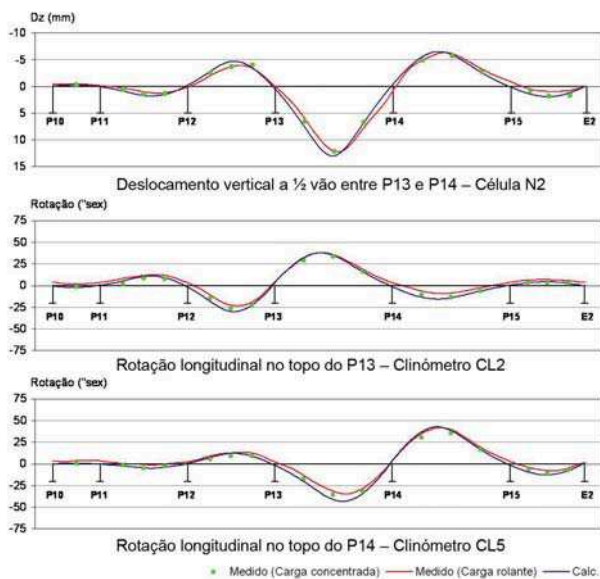 Dz (mm)
-10
-5
0
5
10
15
P10 P11 P12 P13 P14 P15 E2
Deslocamento vertical a ½ vão entre P13 e P14 – Célula N2
Rotação (''sex)
75
50
25
0
-25
-50
-75
P10 P11 P12 P13 P14 P15 E2
Rotação longitudinal no topo do P13 – Clinómetro CL2
Rotação (''sex)
75
50
25
0
-25
-50
-75
P10 P11 P12 P13 P14 P15 E2
Rotação longitudinal no topo do P14 – Clinómetro CL5
Medido (Carga concentrada) Medido (Carga rolante) Calc.